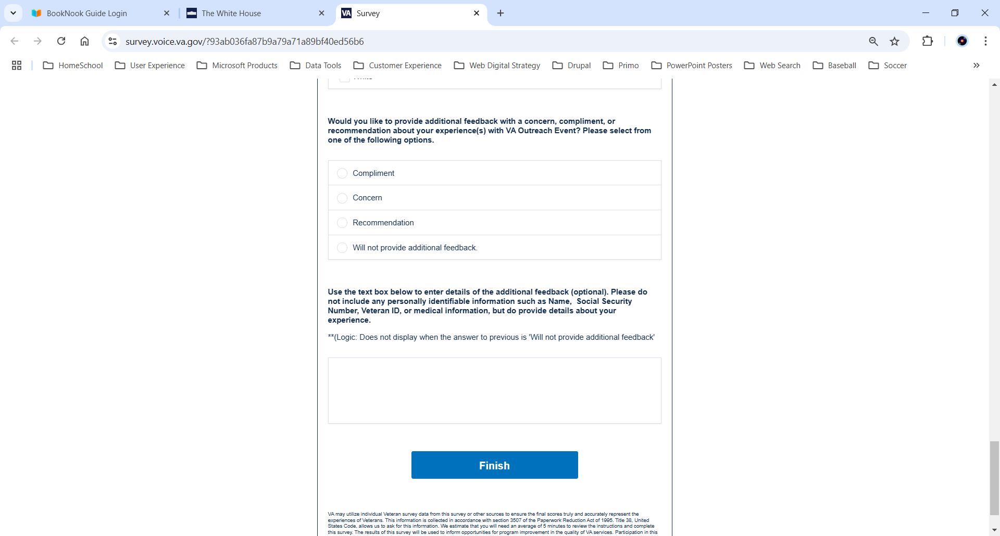 BookNook Guide Login
The White House
VA Survey
survey.voice.va.gov/?93ab036fa87b9a79a71a89bf40ed56b6
HomeSchool User Experience Microsoft Products Data Tools Customer Experience Web Digital Strategy Drupal Primo PowerPoint Posters Web Search Baseball Soccer
Would you like to provide additional feedback with a concern, compliment, or
recommendation about your experience(s) with VA Outreach Event? Please select from
one of the following options.
Compliment
Concern
Recommendation
Will not provide additional feedback.
Use the text box below to enter details of the additional feedback (optional). Please do
not include any personally identifiable information such as Name,  Social Security
Number, Veteran ID, or medical information, but do provide details about your
experience.
**(Logic: Does not display when the answer to previous is 'Will not provide additional feedback'
Finish
VA may utilize individual Veteran survey data from this survey or other sources to ensure the final scores truly and accurately represent the
experiences of Veterans. This information is collected in accordance with section 3507 of the Paperwork Reduction Act of 1995. Title 38, United
States Code, allows us to ask for this information. We estimate that you will need an average of 5 minutes to review the instructions and complete
this survey. The results of this survey will be used to inform opportunities for program improvement in the quality of VA services. Participation in this